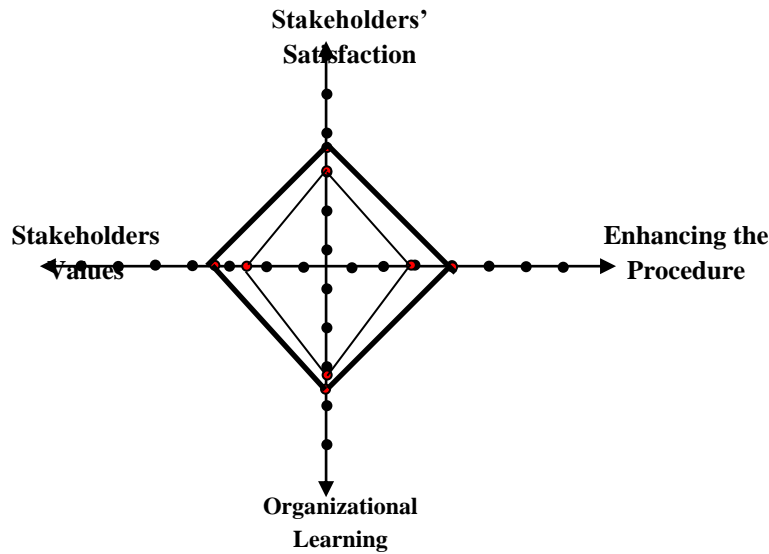 Stakeholders’
Satisfaction
Stakeholders
Values
Enhancing the
Procedure
Organizational
Learning